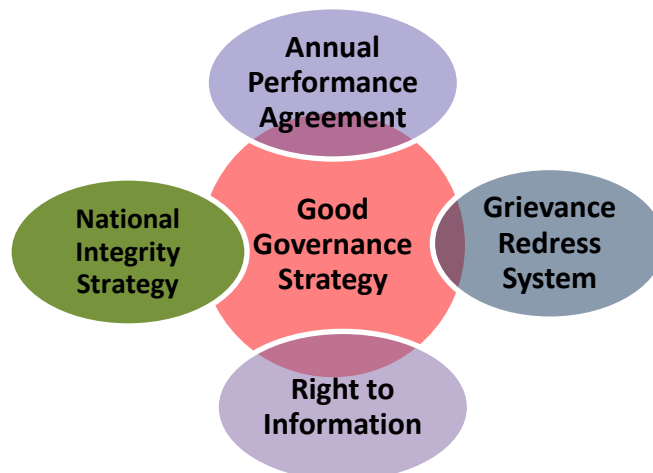 Annual
Performance
Agreement
National
Integrity
Strategy
Good
Governance
Strategy
Grievance
Redress
System
Right to
Information